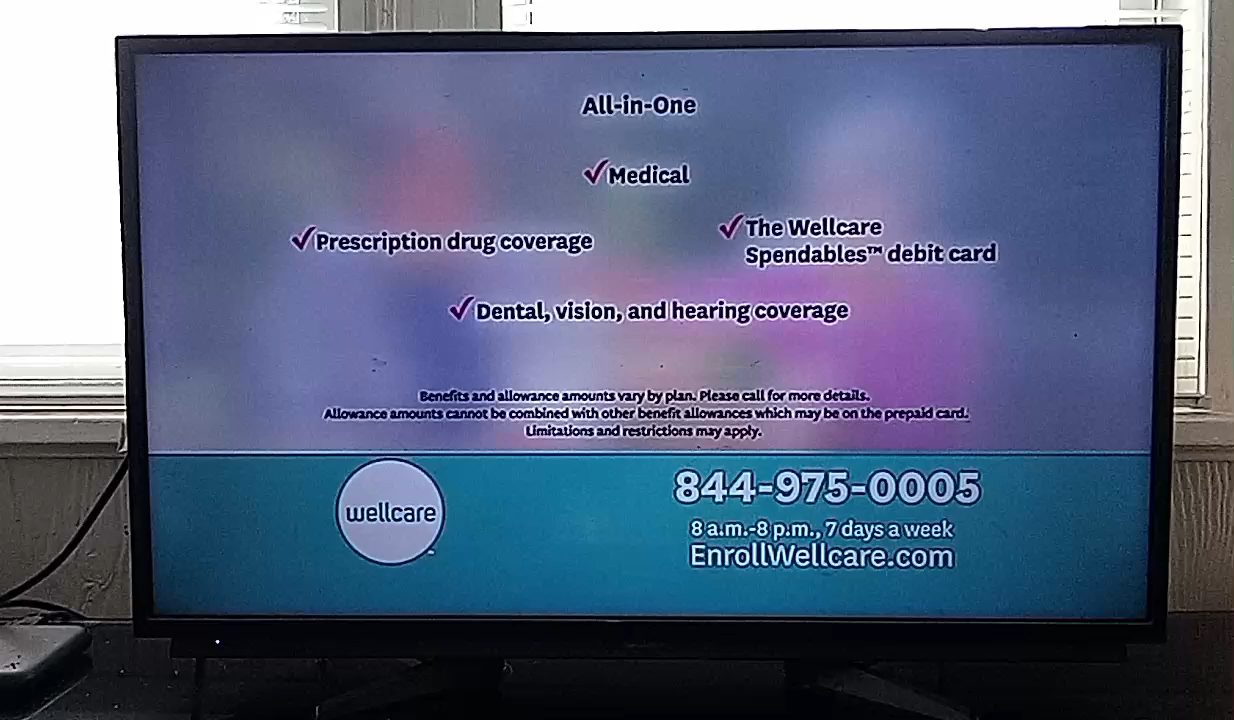 All-in-One
✓Medical
✓Prescription drug coverage
✓The Wellcare
Spendables™ debit card
✓Dental, vision, and hearing coverage
Benefits and allowance amounts vary by plan. Please call for more details.
Allowance amounts cannot be combined with other benefit allowances which may be on the prepaid card.
Limitations and restrictions may apply.
wellcare
844-975-0005
8 a.m.-8 p.m., 7 days a week
EnrollWellcare.com